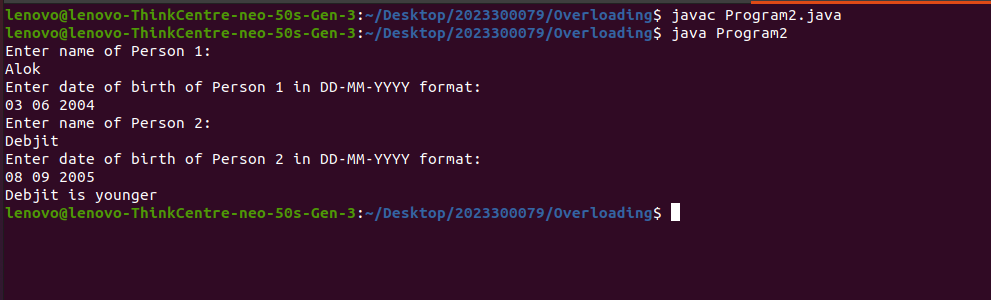 lenovo@lenovo-ThinkCentre-neo-50s-Gen-3:~/Desktop/2023300079/Overloading$ javac Program2.java
lenovo@lenovo-ThinkCentre-neo-50s-Gen-3:~/Desktop/2023300079/Overloading$ java Program2
Enter name of Person 1:
Alok
Enter date of birth of Person 1 in DD-MM-YYYY format:
03 06 2004
Enter name of Person 2:
Debjit
Enter date of birth of Person 2 in DD-MM-YYYY format:
08 09 2005
Debjit is younger
lenovo@lenovo-ThinkCentre-neo-50s-Gen-3:~/Desktop/2023300079/Overloading$